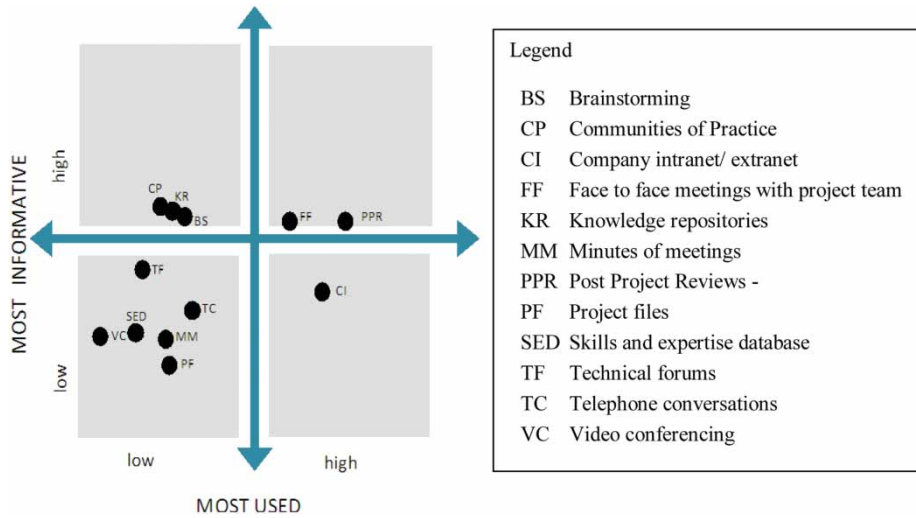 MOST INFORMATIVE
high
low
CP
KR
BS
FF
PPR
TF
TC
SED
VC
MM
PF
CI
low
high
MOST USED
Legend
BS Brainstorming
CP Communities of Practice
CI Company intranet/ extranet
FF Face to face meetings with project team
KR Knowledge repositories
MM Minutes of meetings
PPR Post Project Reviews -
PF Project files
SED Skills and expertise database
TF Technical forums
TC Telephone conversations
VC Video conferencing